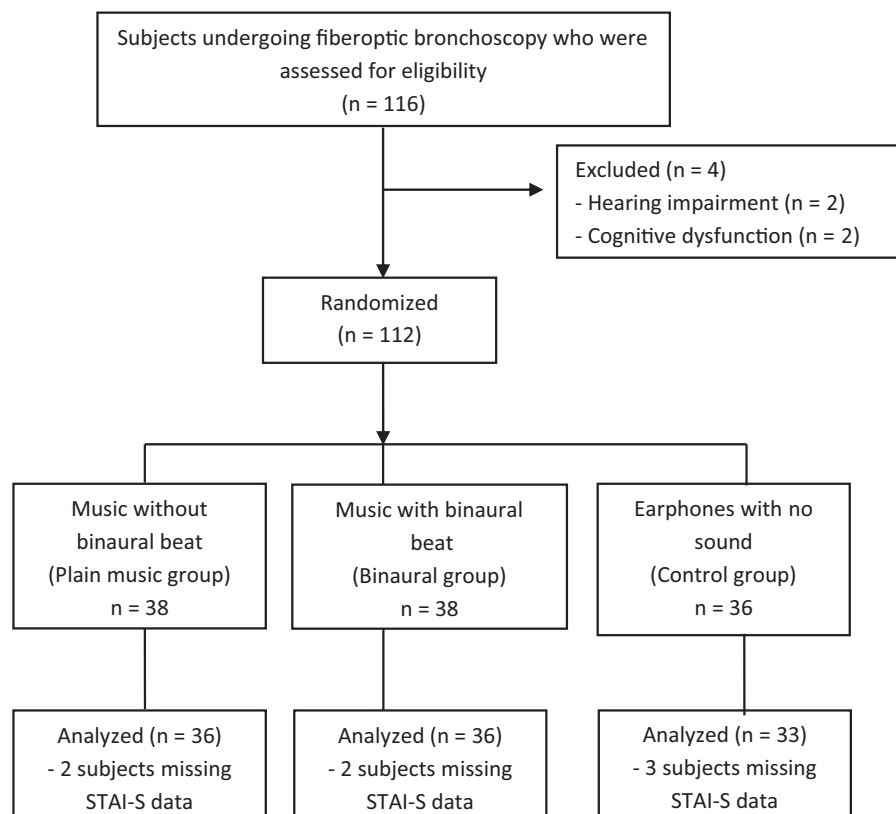 Subjects undergoing fiberoptic bronchoscopy who were
assessed for eligibility
(n = 116)
Excluded (n = 4)
- Hearing impairment (n = 2)
- Cognitive dysfunction (n = 2)
Randomized
(n = 112)
Music without
binaural beat
(Plain music group)
n = 38
Music with binaural
beat
(Binaural group)
n = 38
Earphones with no
sound
(Control group)
n = 36
Analyzed (n = 36)
- 2 subjects missing
STAI-S data
Analyzed (n = 36)
- 2 subjects missing
STAI-S data
Analyzed (n = 33)
- 3 subjects missing
STAI-S data